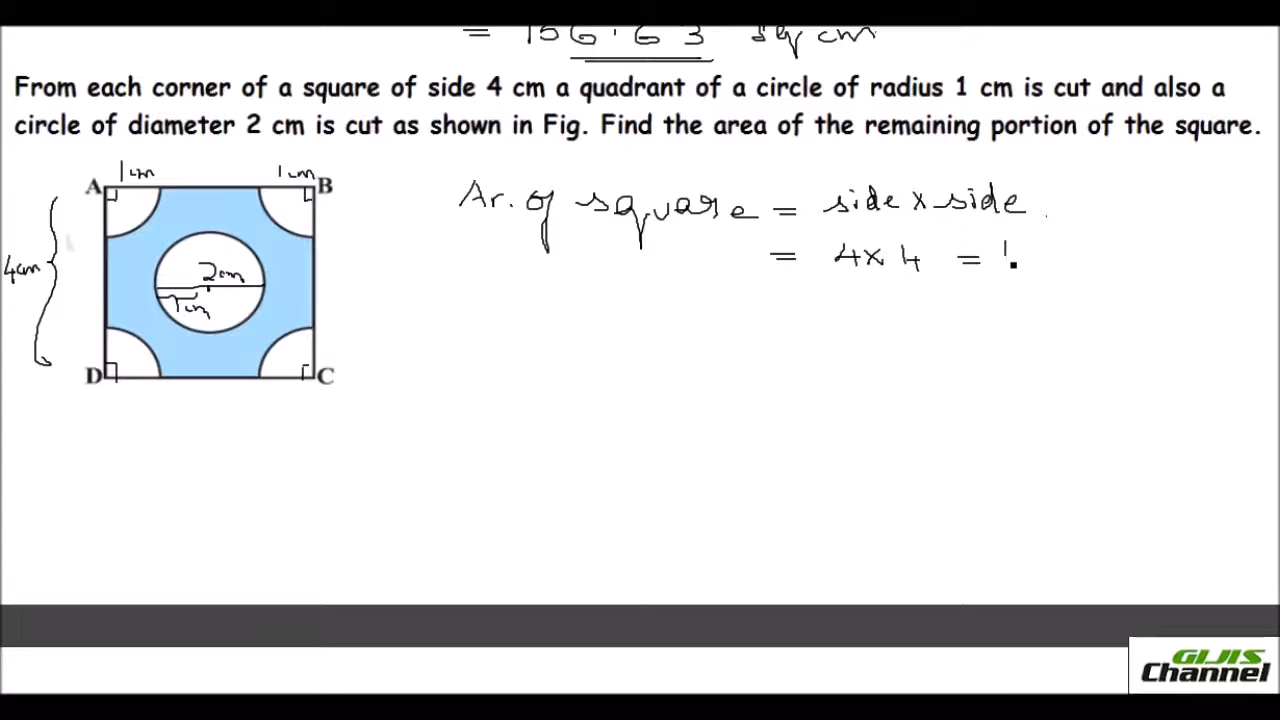 = 156.63 sq cm
From each corner of a square of side 4 cm a quadrant of a circle of radius 1 cm is cut and also a
circle of diameter 2 cm is cut as shown in Fig. Find the area of the remaining portion of the square.
1cm 1cm
A B
Ar. of square = side × side
4cm 2cm = 4 × 4 = 1
1cm
D C
GIJIS
Channel